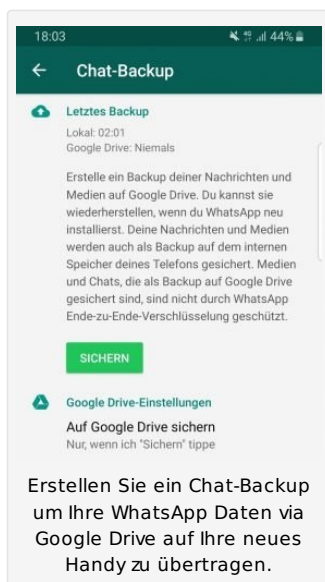 18:03 44%
Chat-Backup
Letztes Backup
Lokal: 02:01
Google Drive: Niemals
Erstelle ein Backup deiner Nachrichten und
Medien auf Google Drive. Du kannst sie
wiederherstellen, wenn du WhatsApp neu
installierst. Deine Nachrichten und Medien
werden auch als Backup auf dem internen
Speicher deines Telefons gesichert. Medien
und Chats, die als Backup auf Google Drive
gesichert sind, sind nicht durch WhatsApp
Ende-zu-Ende-Verschlüsselung geschützt.
SICHERN
Google Drive-Einstellungen
Auf Google Drive sichern
Nur, wenn ich "Sichern" tippe
Erstellen Sie ein Chat-Backup
um Ihre WhatsApp Daten via
Google Drive auf Ihre neues
Handy zu übertragen.